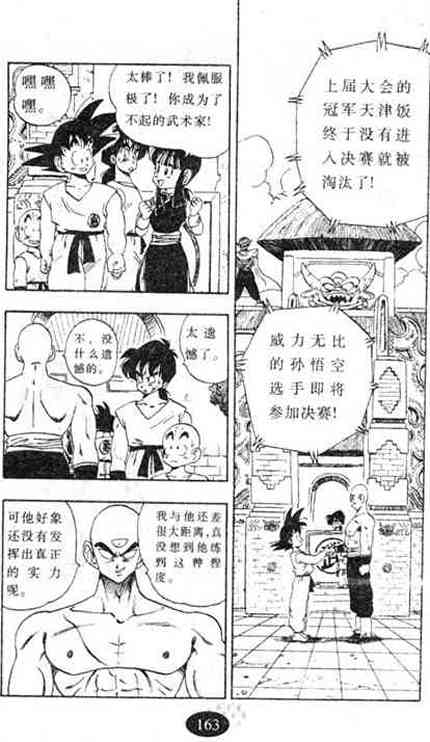 上届大会的
冠军天津饭
终于没有进
入决赛就被
淘汰了!
威力无比
的孙悟空
选手即将
参加决赛!
太棒了!我佩服
极了!你成为了
不起的武术家!
嘿嘿
嘿。
太遗
憾了。
不,没
什么遗
憾的。
我与他还差
很大距离,真
没想到他练
到这种程
度。
可他好象
还没有发
挥出真正
的实力
呢。
163